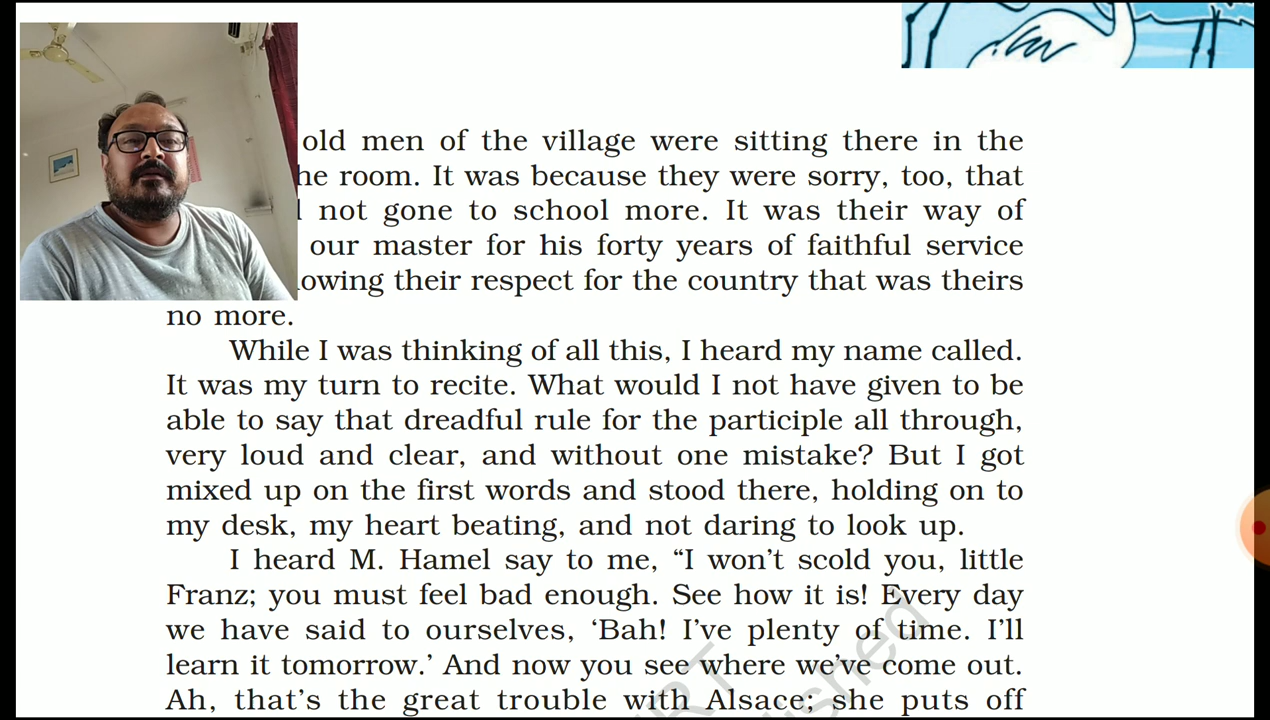 old men of the village were sitting there in the
he room. It was because they were sorry, too, that
not gone to school more. It was their way of
our master for his forty years of faithful service
owing their respect for the country that was theirs
no more.
While I was thinking of all this, I heard my name called.
It was my turn to recite. What would I not have given to be
able to say that dreadful rule for the participle all through,
very loud and clear, and without one mistake? But I got
mixed up on the first words and stood there, holding on to
my desk, my heart beating, and not daring to look up.
I heard M. Hamel say to me, “I won’t scold you, little
Franz; you must feel bad enough. See how it is! Every day
we have said to ourselves, ‘Bah! I’ve plenty of time. I’ll
learn it tomorrow.’ And now you see where we’ve come out.
Ah, that’s the great trouble with Alsace; she puts off